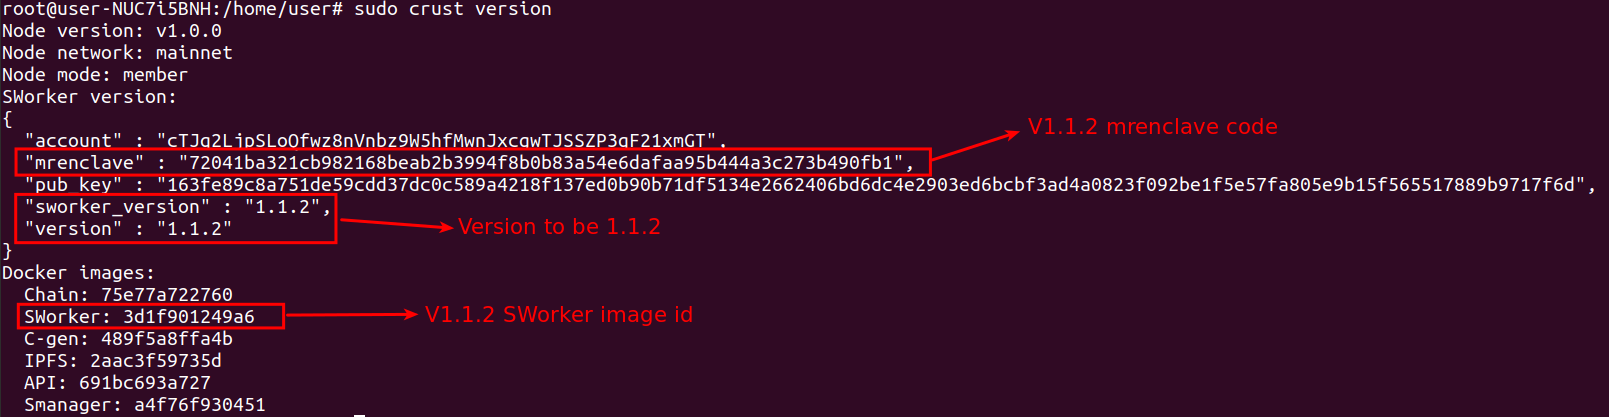 root@user-NUC7i5BNH:/home/user# sudo crust version
Node version: v1.0.0
Node network: mainnet
Node mode: member
SWorker version:
{
"account" : "cTJq2LjpSLoQfwz8nVnbz9W5hfMwnJxcqwTJSSZP3qF21xmGT",
V1.1.2 mrenclave code
"mrenclave" : "72041ba321cb982168beab2b3994f8b0b83a54e6dafaa95b444a3c273b490fb1",
"pub_key" : "163fe89c8a751de59cdd37dc0c589a4218f137ed0b90b71df5134e2662406bd6dc4e2903ed6bcbf3ad4a0823f092be1f5e57fa805e9b15f565517889b9717f6d",
"sworker_version" : "1.1.2",
"version" : "1.1.2"
Version to be 1.1.2
}
Docker images:
Chain: 75e77a722760
SWorker: 3d1f901249a6
V1.1.2 SWorker image id
C-gen: 489f5a8ffa4b
IPFS: 2aac3f59735d
API: 691bc693a727
Smanager: a4f76f930451